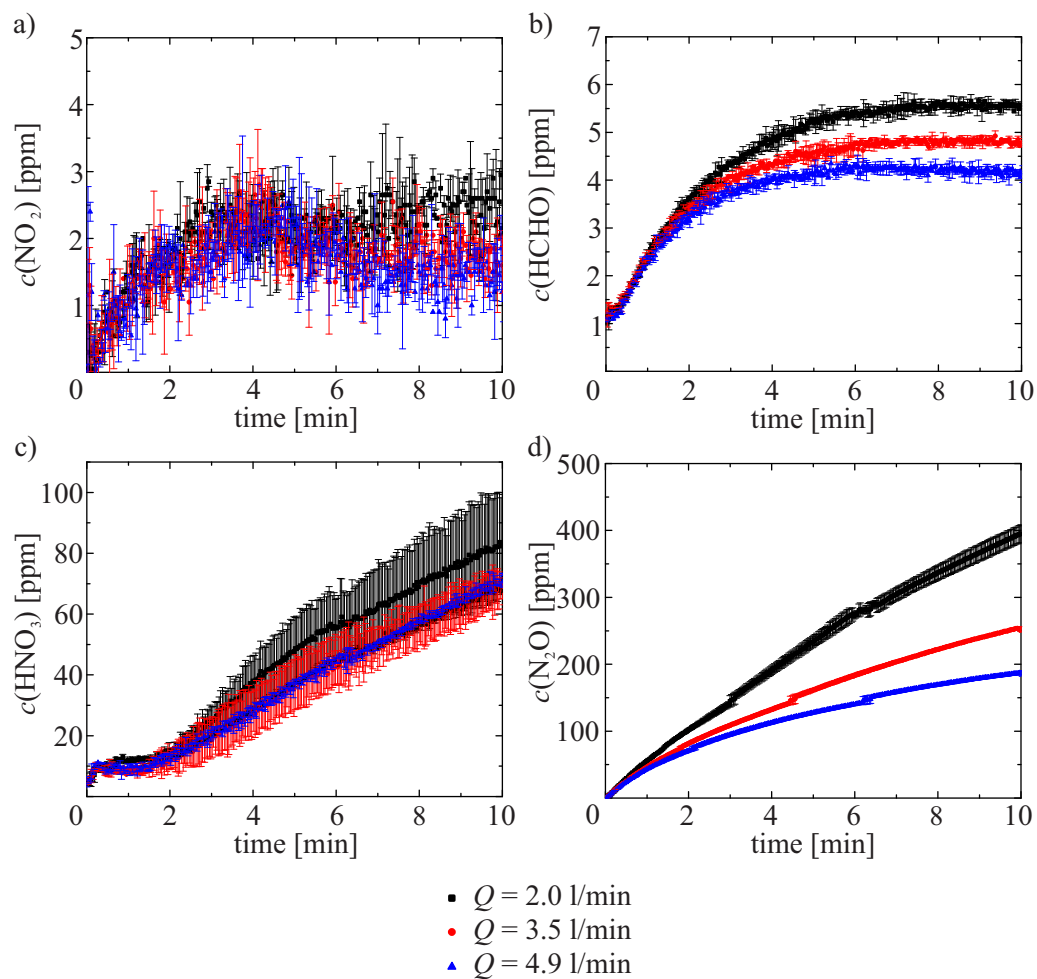 a)
5
4
3
2
1
c(NO₂) [ppm]
0 2 4 6 8 10
time [min]
b)
7
6
5
4
3
2
1
c(HCHO) [ppm]
0 2 4 6 8 10
time [min]
c)
100
80
60
40
20
c(HNO₃) [ppm]
0 2 4 6 8 10
time [min]
d)
500
400
300
200
100
0
c(N₂O) [ppm]
0 2 4 6 8 10
time [min]
Q = 2.0 l/min
Q = 3.5 l/min
Q = 4.9 l/min